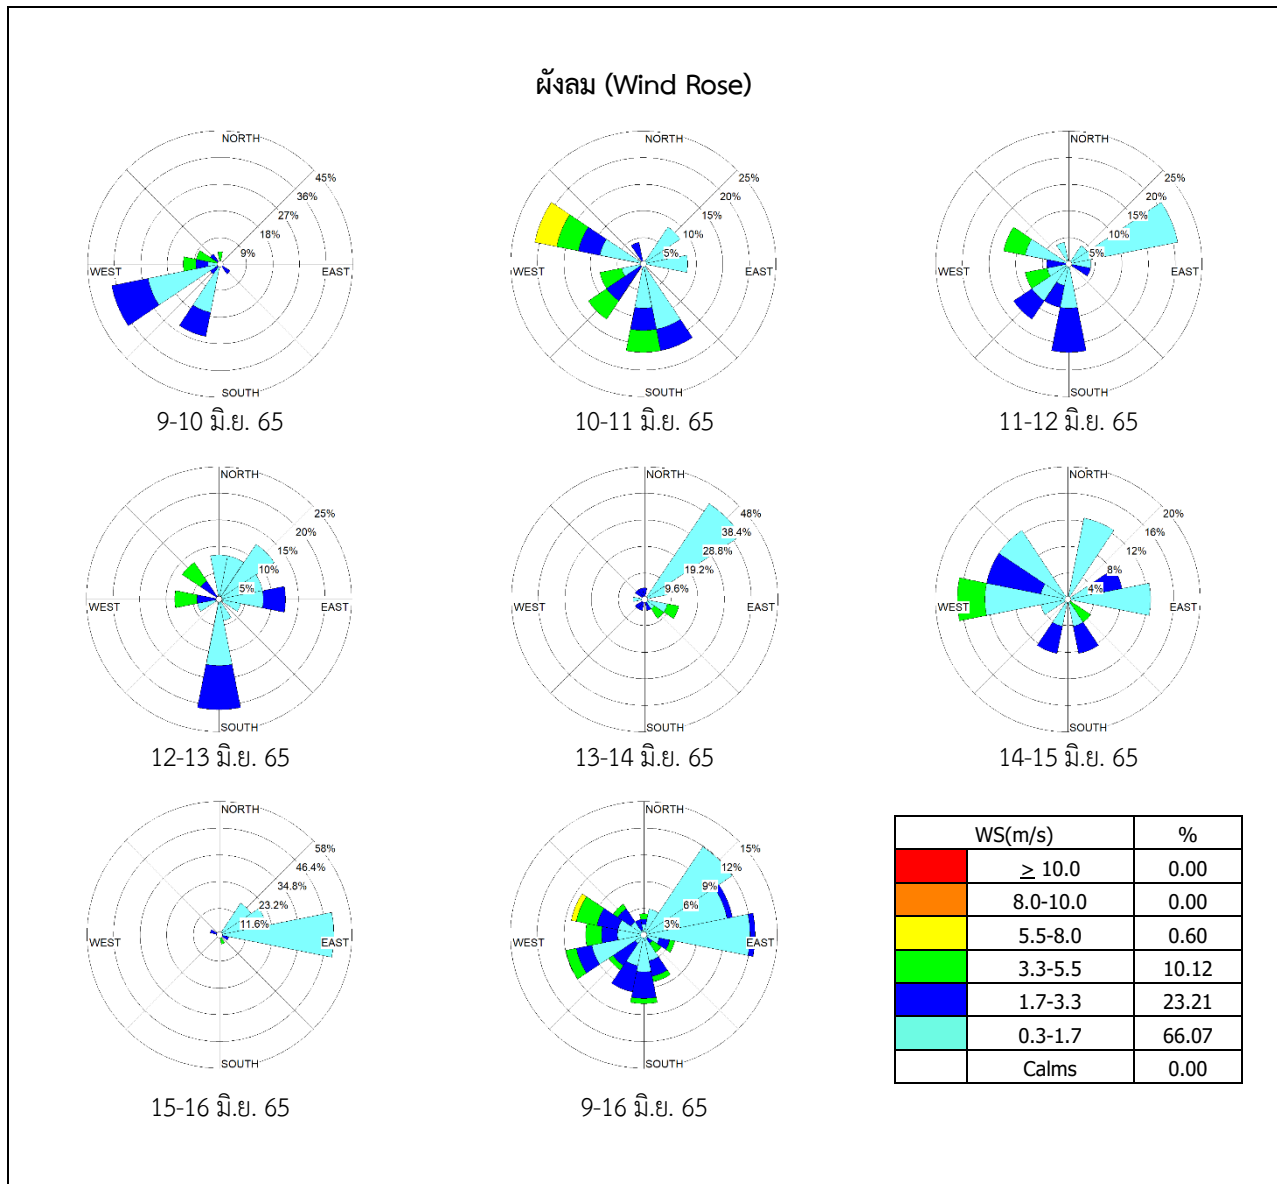 ผังลม (Wind Rose)
NORTH
45%
36%
27%
18%
9%
WEST
EAST
SOUTH
9-10 มิ.ย. 65
NORTH
25%
20%
15%
10%
5%
WEST
EAST
SOUTH
10-11 มิ.ย. 65
NORTH
25%
20%
15%
10%
5%
WEST
EAST
SOUTH
11-12 มิ.ย. 65
NORTH
25%
20%
15%
10%
5%
WEST
EAST
SOUTH
12-13 มิ.ย. 65
NORTH
48%
38.4%
28.8%
19.2%
9.6%
WEST
EAST
SOUTH
13-14 มิ.ย. 65
NORTH
20%
16%
12%
8%
4%
WEST
EAST
SOUTH
14-15 มิ.ย. 65
NORTH
58%
46.4%
34.8%
23.2%
11.6%
WEST
EAST
SOUTH
15-16 มิ.ย. 65
NORTH
15%
12%
9%
6%
3%
WEST
EAST
SOUTH
9-16 มิ.ย. 65
WS(m/s) %
≥ 10.0 0.00
8.0-10.0 0.00
5.5-8.0 0.60
3.3-5.5 10.12
1.7-3.3 23.21
0.3-1.7 66.07
Calms 0.00